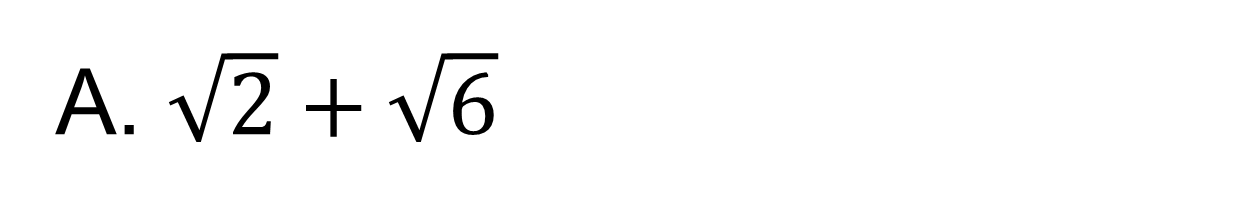 A. √2 + √6